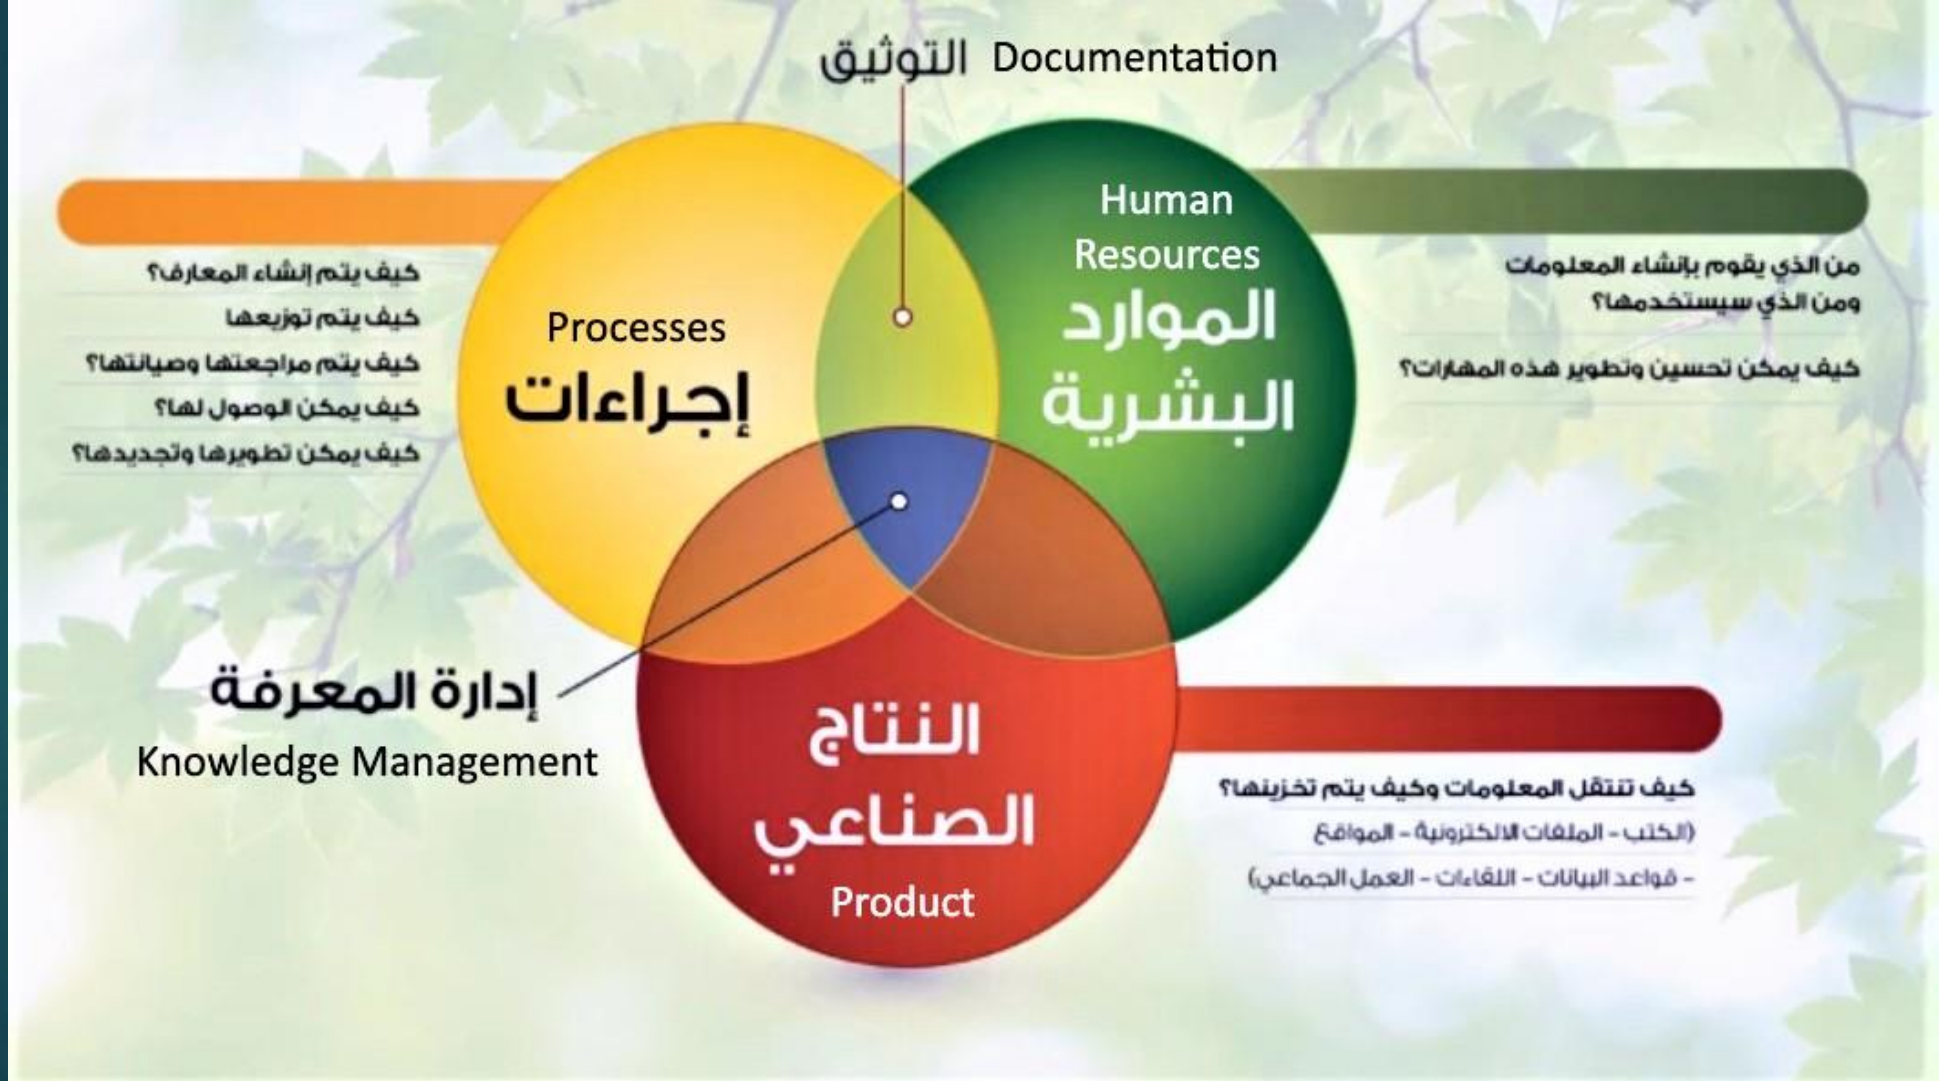 التوثيق Documentation
Human
Resources
الموارد
البشرية
من الذي يقوم بإنشاء المعلومات
ومن الذي سيستخدمها؟
كيف يمكن تحسين وتطوير هذه المهارات؟
Processes
إجراءات
كيف يتم إنشاء المعارف؟
كيف يتم توزيعها
كيف يتم مراجعتها وصيانتها؟
كيف يمكن الوصول لها؟
كيف يمكن تطويرها وتجديدها؟
إدارة المعرفة
Knowledge Management
النتاج
الصناعي
Product
كيف تنتقل المعلومات وكيف يتم تخزينها؟
(الكتب - الملفات الالكترونية - المواقع
- قواعد البيانات - اللقاءات - العمل الجماعي)